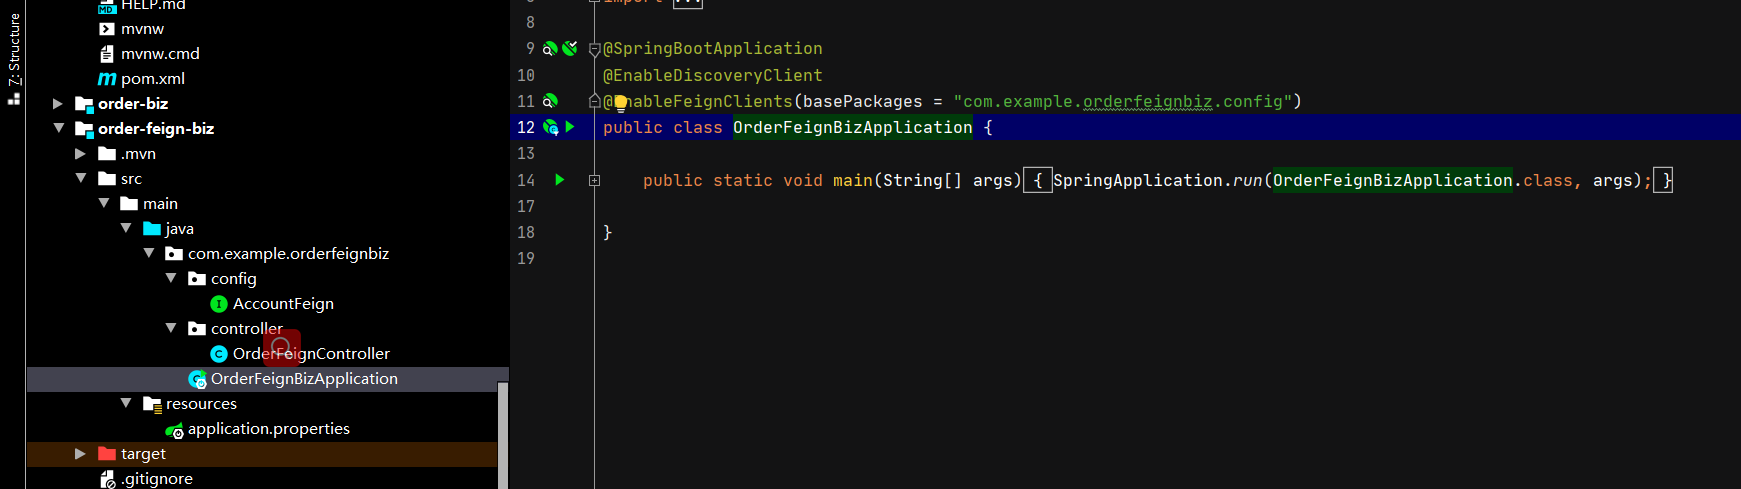 Z: Structure
HELP.md
mvnw
mvnw.cmd
pom.xml
order-biz
order-feign-biz
.mvn
src
main
java
com.example.orderfeignbiz
config
AccountFeign
controller
OrderFeignController
OrderFeignBizApplication
resources
application.properties
target
.gitignore
import ...
8
9 @SpringBootApplication
10 @EnableDiscoveryClient
11 @EnableFeignClients(basePackages = "com.example.orderfeignbiz.config")
12 public class OrderFeignBizApplication {
13
14 public static void main(String[] args) { SpringApplication.run(OrderFeignBizApplication.class, args); }
17
18 }
19